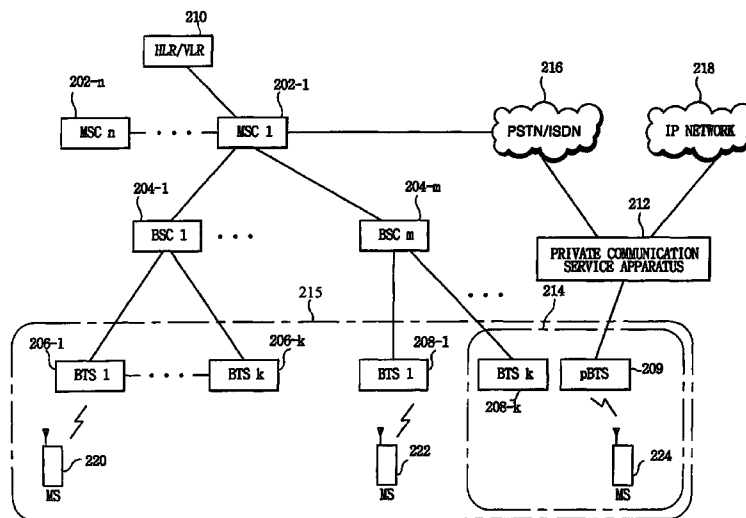 210
HLR/VLR
202-n
202-1
216
218
MSC n
MSC 1
PSTN/ISDN
IP NETWORK
204-1
204-m
212
BSC 1
BSC m
PRIVATE COMMUNICATION
SERVICE APPARATUS
215
214
206-1
206-k
208-1
BTS 1
BTS k
BTS 1
BTS k
pBTS
209
208-k
220
222
224
MS
MS
MS